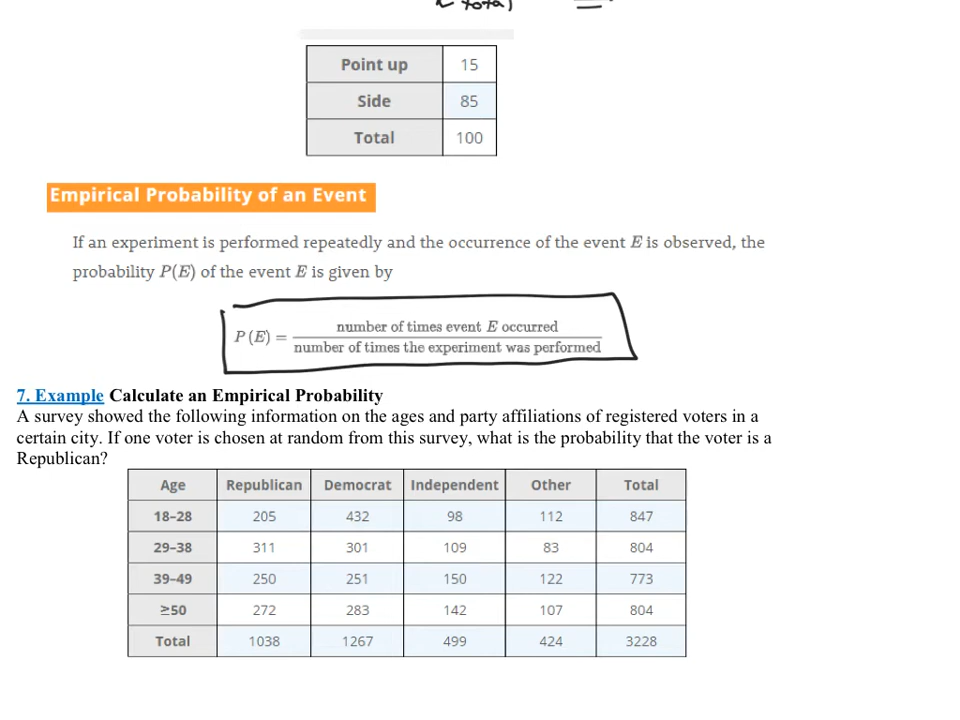 total)
Point up 15
Side 85
Total 100
Empirical Probability of an Event
If an experiment is performed repeatedly and the occurrence of the event E is observed, the
probability P(E) of the event E is given by
P (E) = number of times event E occurred / number of times the experiment was performed
7. Example Calculate an Empirical Probability
A survey showed the following information on the ages and party affiliations of registered voters in a
certain city. If one voter is chosen at random from this survey, what is the probability that the voter is a
Republican?
Age Republican Democrat Independent Other Total
18–28 205 432 98 112 847
29–38 311 301 109 83 804
39–49 250 251 150 122 773
≥50 272 283 142 107 804
Total 1038 1267 499 424 3228